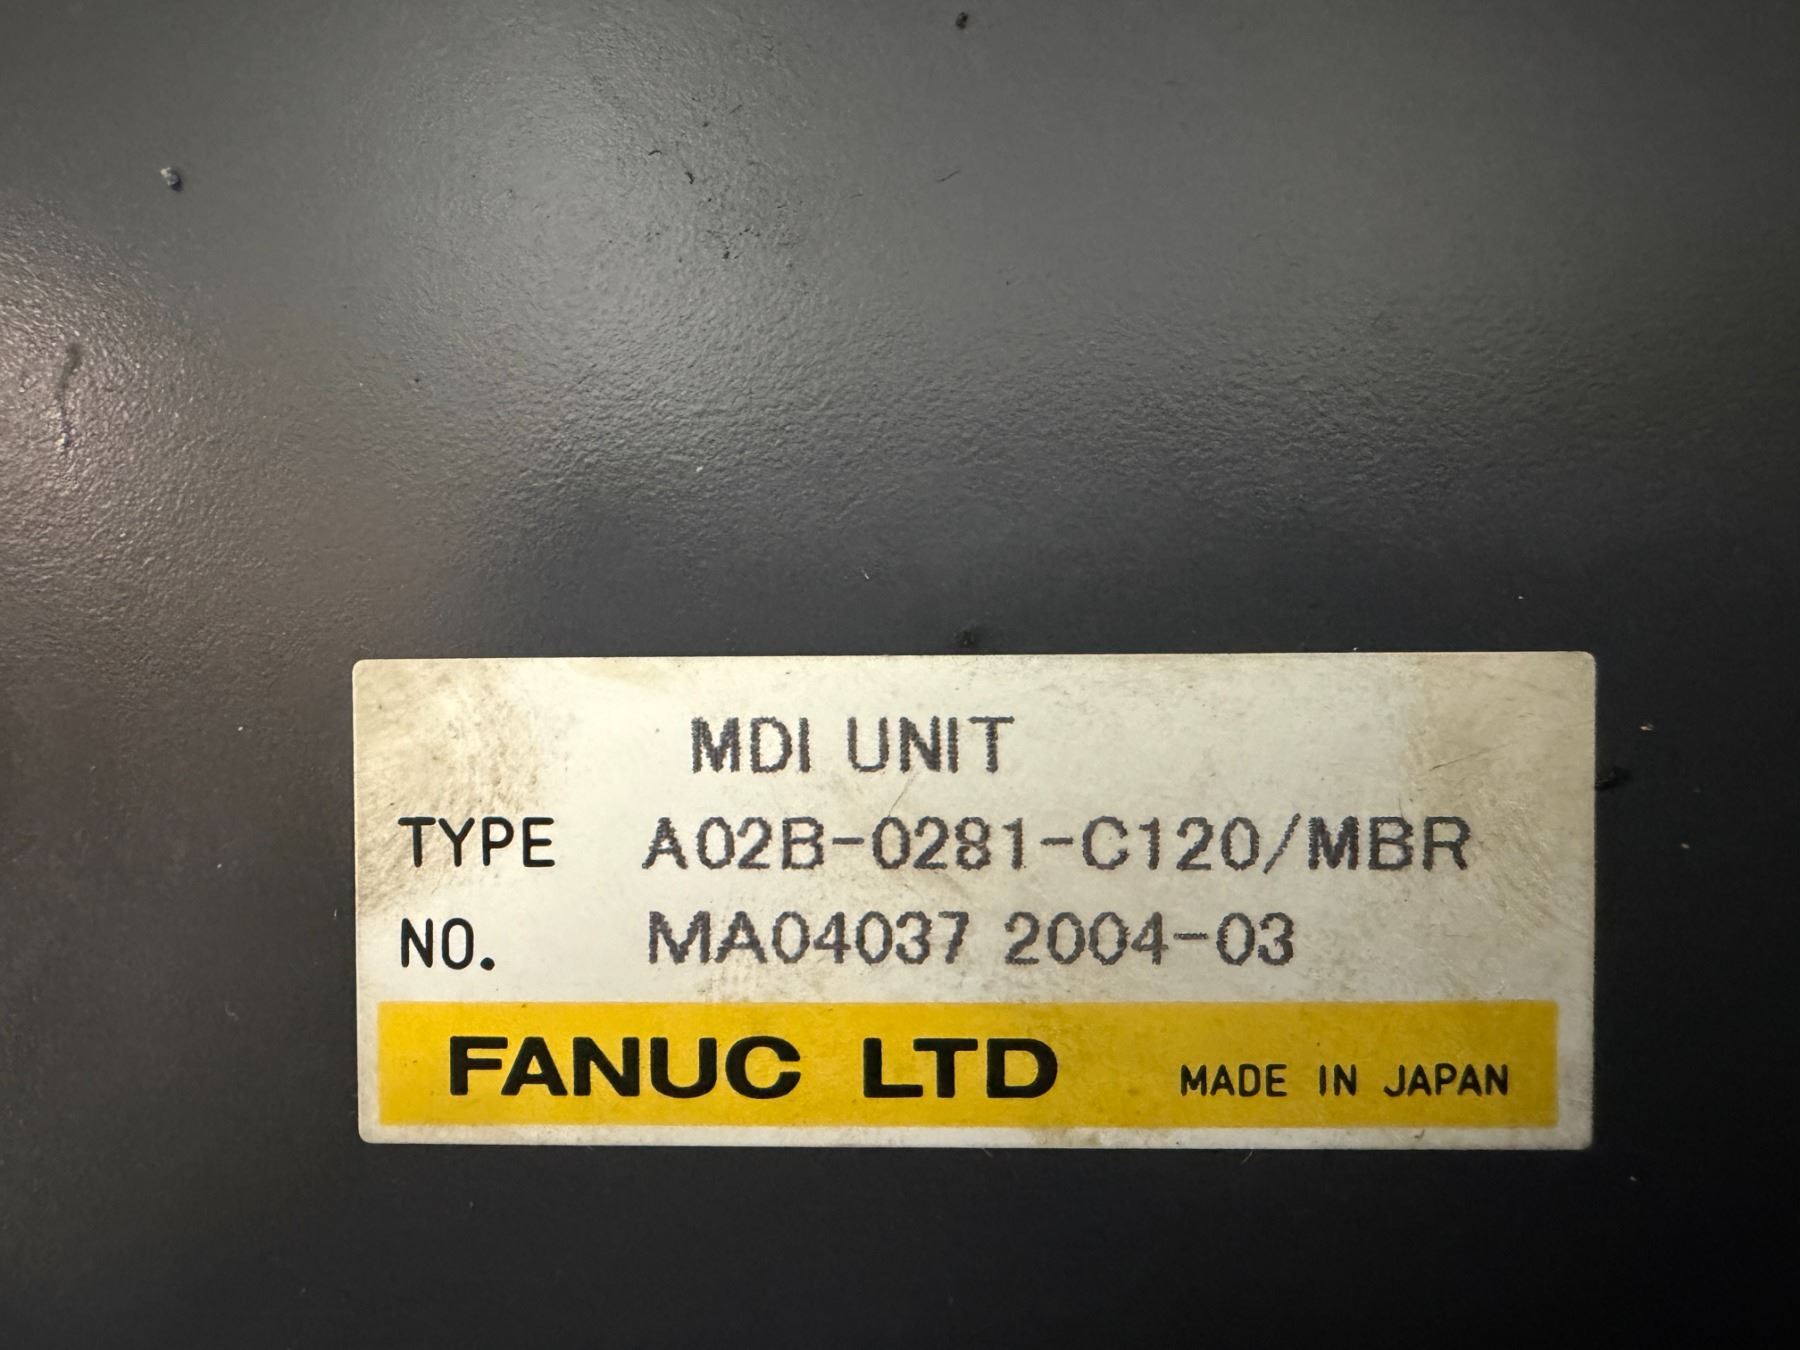 MDI UNIT
TYPE A02B-0281-C120/MBR
NO. MA04037 2004-03
FANUC LTD MADE IN JAPAN